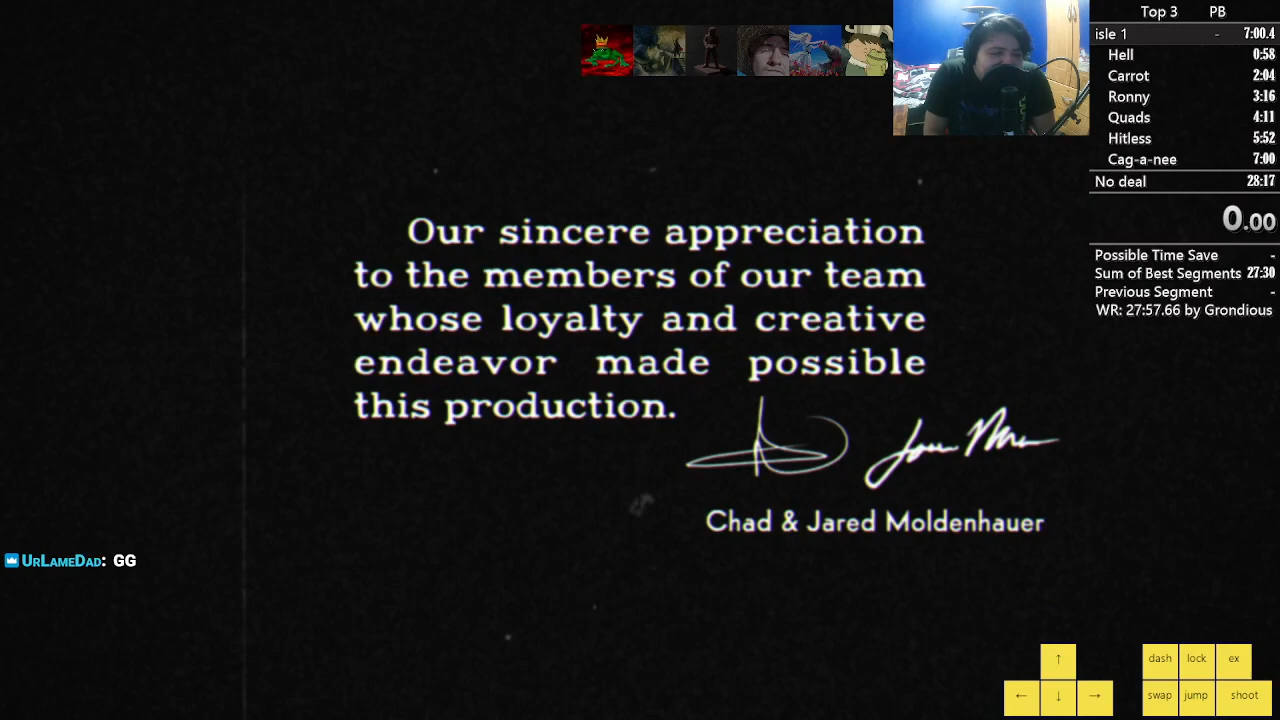 Top 3 PB
isle 1 - 7:00.4
Hell 0:58
Carrot 2:04
Ronny 3:16
Quads 4:11
Hitless 5:52
Cag-a-nee 7:00
No deal 28:17
0.00
Possible Time Save -
Sum of Best Segments 27:30
Previous Segment -
WR: 27:57.66 by Grondious
Our sincere appreciation
to the members of our team
whose loyalty and creative
endeavor made possible
this production.
Chad & Jared Moldenhauer
UrLameDad: GG
↑
← ↓ →
dash lock ex
swap jump shoot